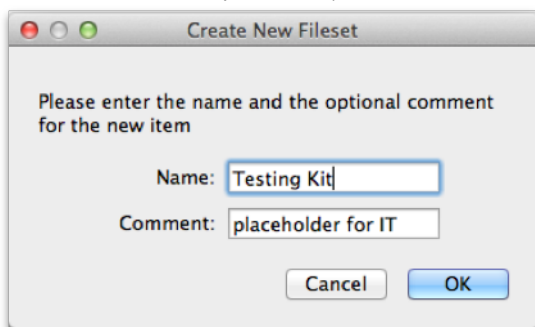 Create New Fileset
Please enter the name and the optional comment
for the new item
Name: Testing Kit
Comment: placeholder for IT
Cancel OK